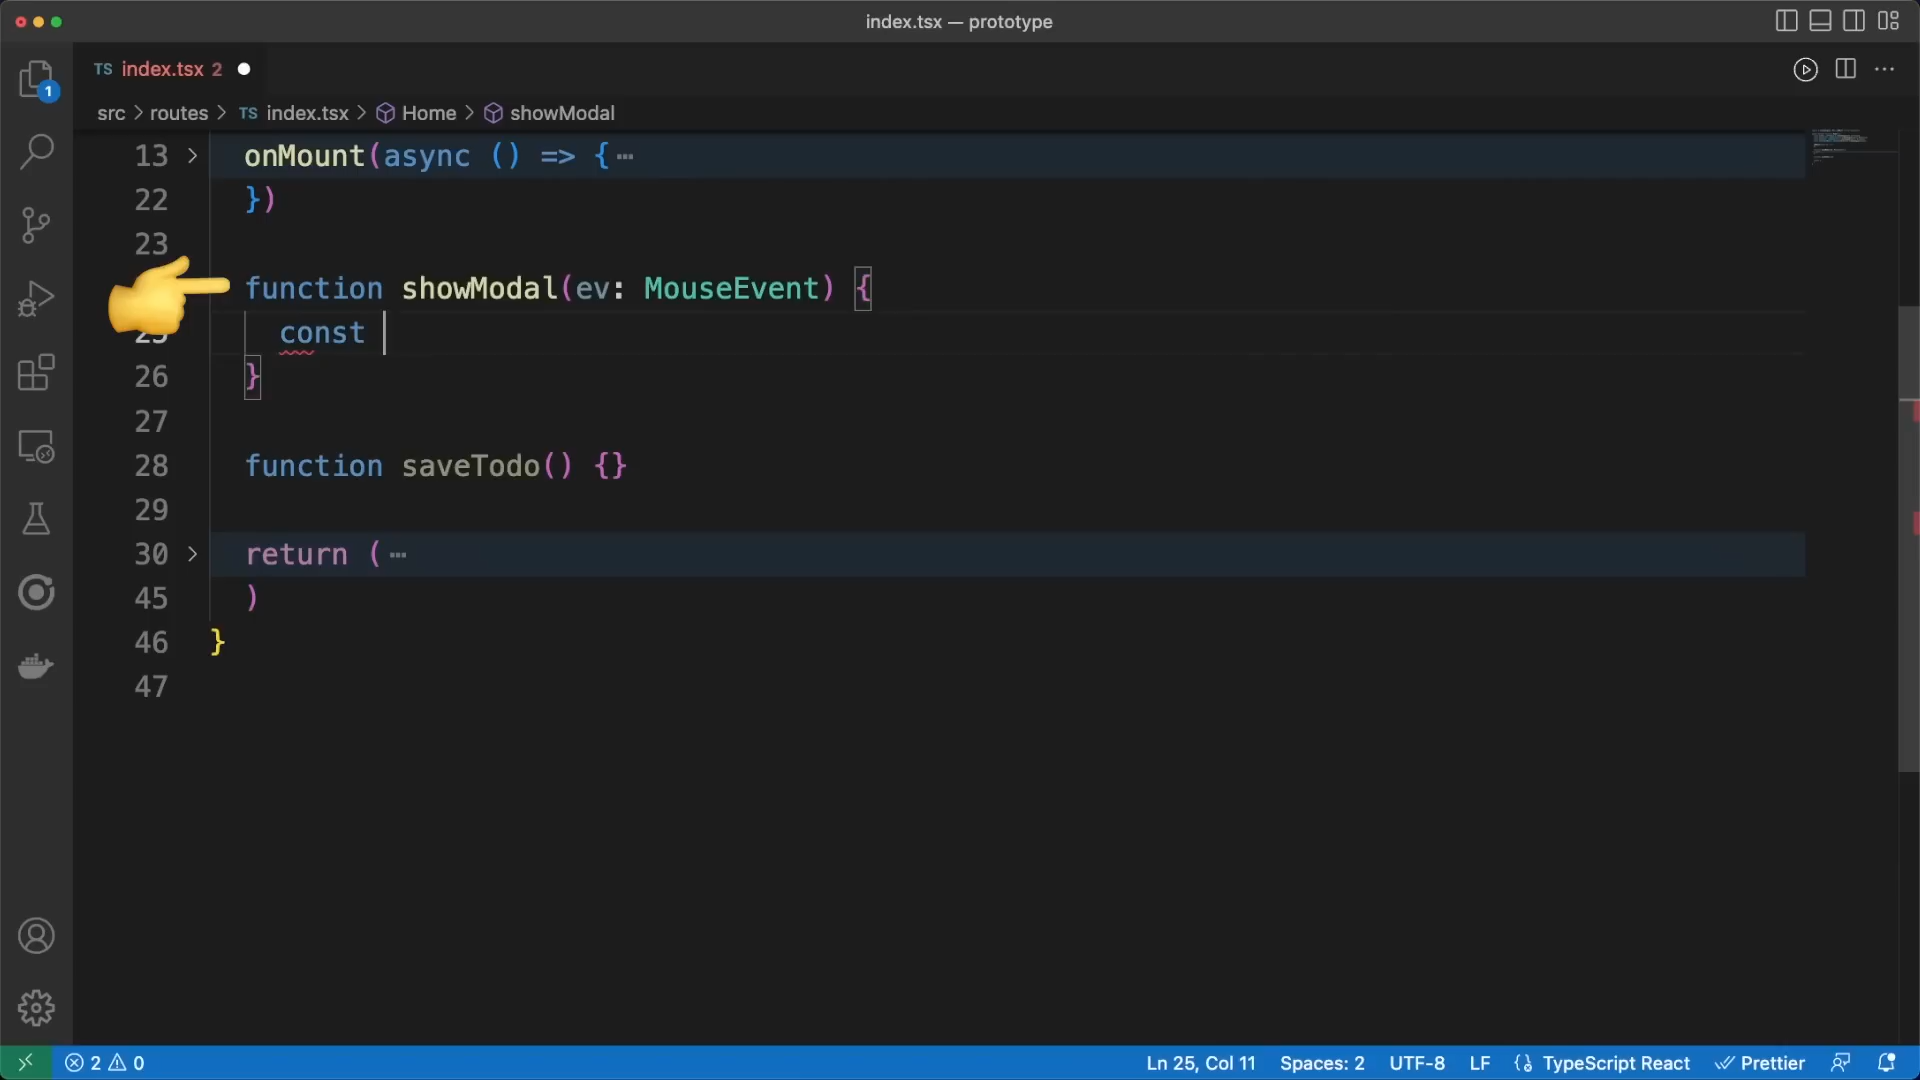 index.tsx — prototype
TS index.tsx 2
src > routes > TS index.tsx > Home > showModal
1
13 > onMount(async () => {⋯
22 })
23
function showModal(ev: MouseEvent) {
25 const
26 }
27
28 function saveTodo() {}
29
30 > return (⋯
45 )
46 }
47
2 0 Ln 25, Col 11 Spaces: 2 UTF-8 LF {} TypeScript React Prettier